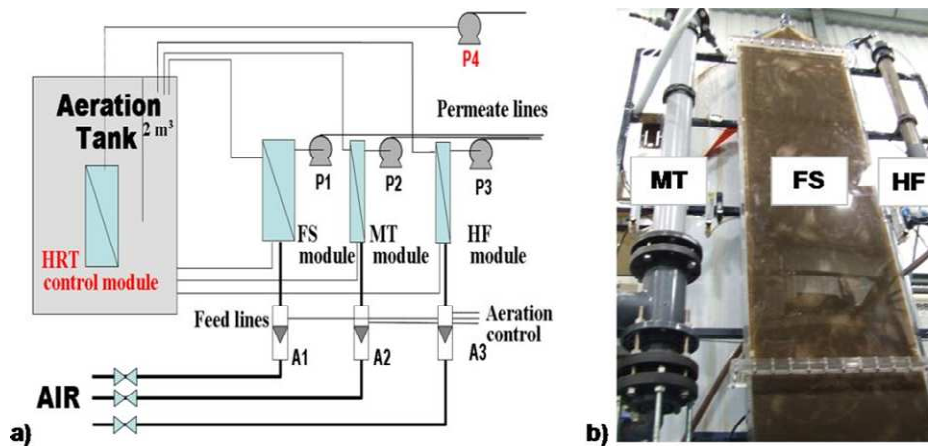 P4
Aeration
Tank
2 m³
Permeate lines
P1
P2
P3
HRT
control module
FS
module
MT
module
HF
module
Feed lines
Aeration
control
A1
A2
A3
AIR
a)
MT
FS
HF
b)